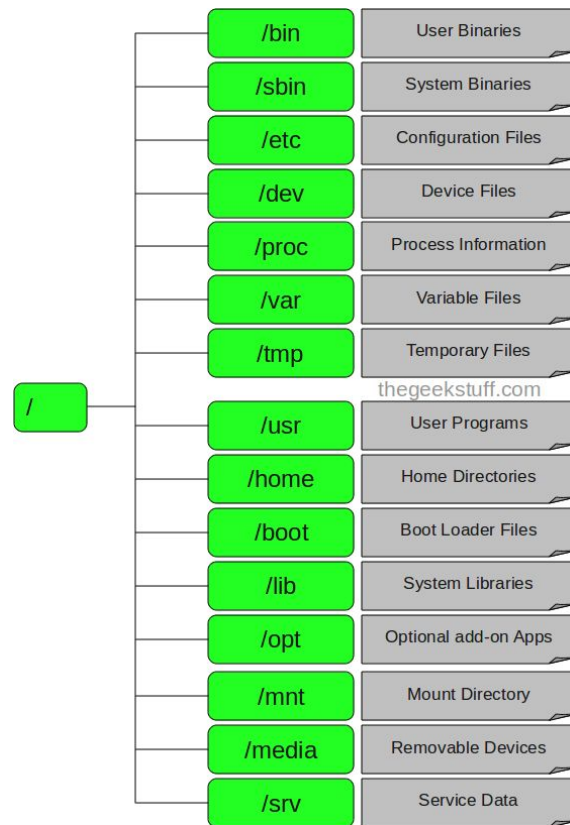 /bin User Binaries
/sbin System Binaries
/etc Configuration Files
/dev Device Files
/proc Process Information
/var Variable Files
/tmp Temporary Files
thegeekstuff.com
/
/usr User Programs
/home Home Directories
/boot Boot Loader Files
/lib System Libraries
/opt Optional add-on Apps
/mnt Mount Directory
/media Removable Devices
/srv Service Data